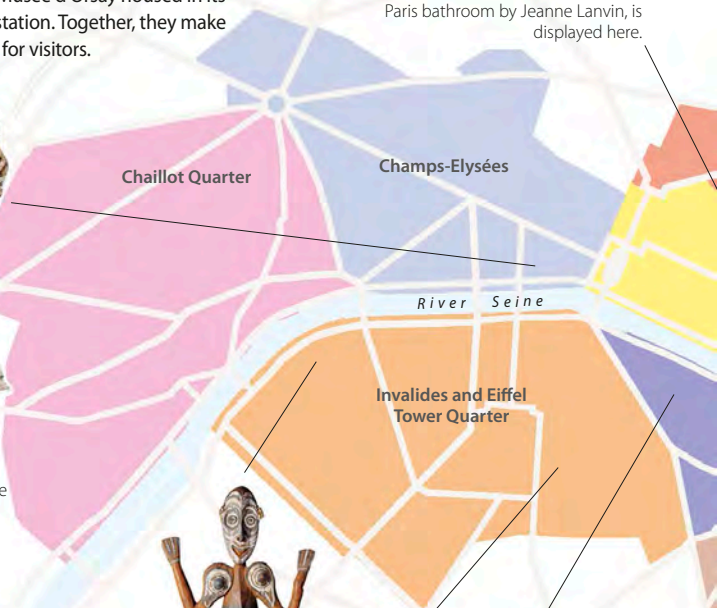 station. Together, they make
for visitors.
Paris bathroom by Jeanne Lanvin, is
displayed here.
Chaillot Quarter
Champs-Elysées
River Seine
Invalides and Eiffel
Tower Quarter